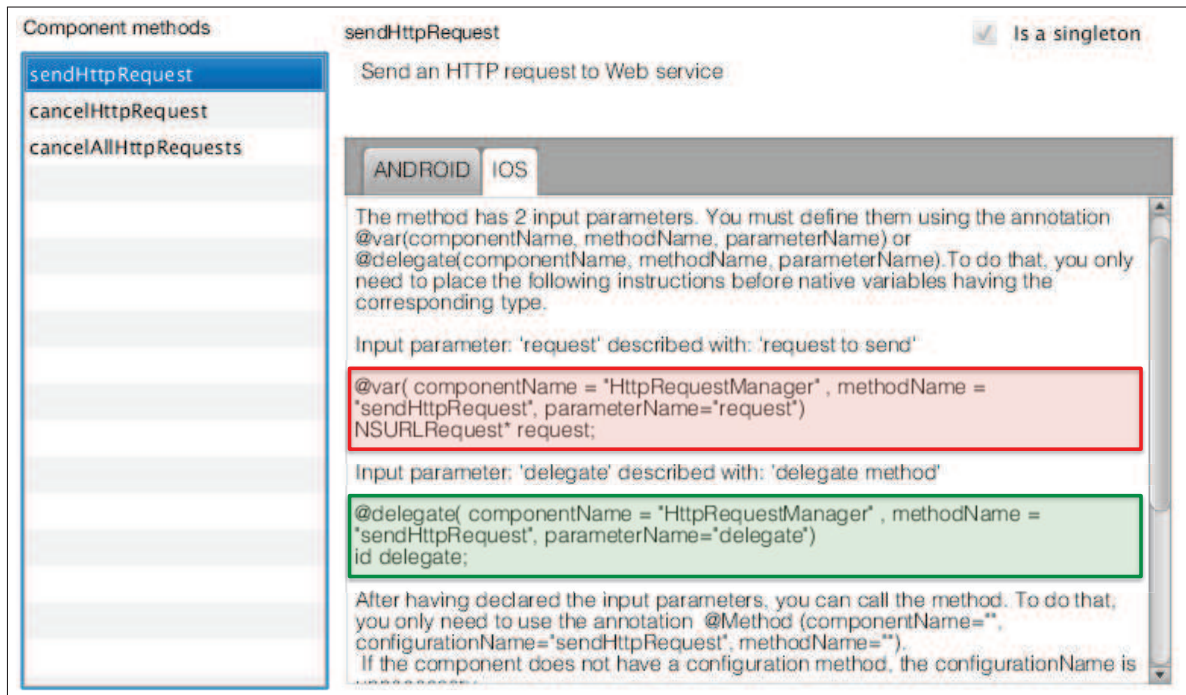 Component methods
sendHttpRequest
cancelHttpRequest
cancelAllHttpRequests
sendHttpRequest
Is a singleton
Send an HTTP request to Web service
ANDROID
IOS
The method has 2 input parameters. You must define them using the annotation
@var(componentName, methodName, parameterName) or
@delegate(componentName, methodName, parameterName).To do that, you only
need to place the following instructions before native variables having the
corresponding type.
Input parameter: 'request' described with: 'request to send'
@var( componentName = "HttpRequestManager" , methodName =
"sendHttpRequest", parameterName="request")
NSURLRequest* request;
Input parameter: 'delegate' described with: 'delegate method'
@delegate( componentName = "HttpRequestManager" , methodName =
"sendHttpRequest", parameterName="delegate")
id delegate;
After having declared the input parameters, you can call the method. To do that,
you only need to use the annotation @Method (componentName="",
configurationName="sendHttpRequest", methodName="").
If the component does not have a configuration method, the configurationName is